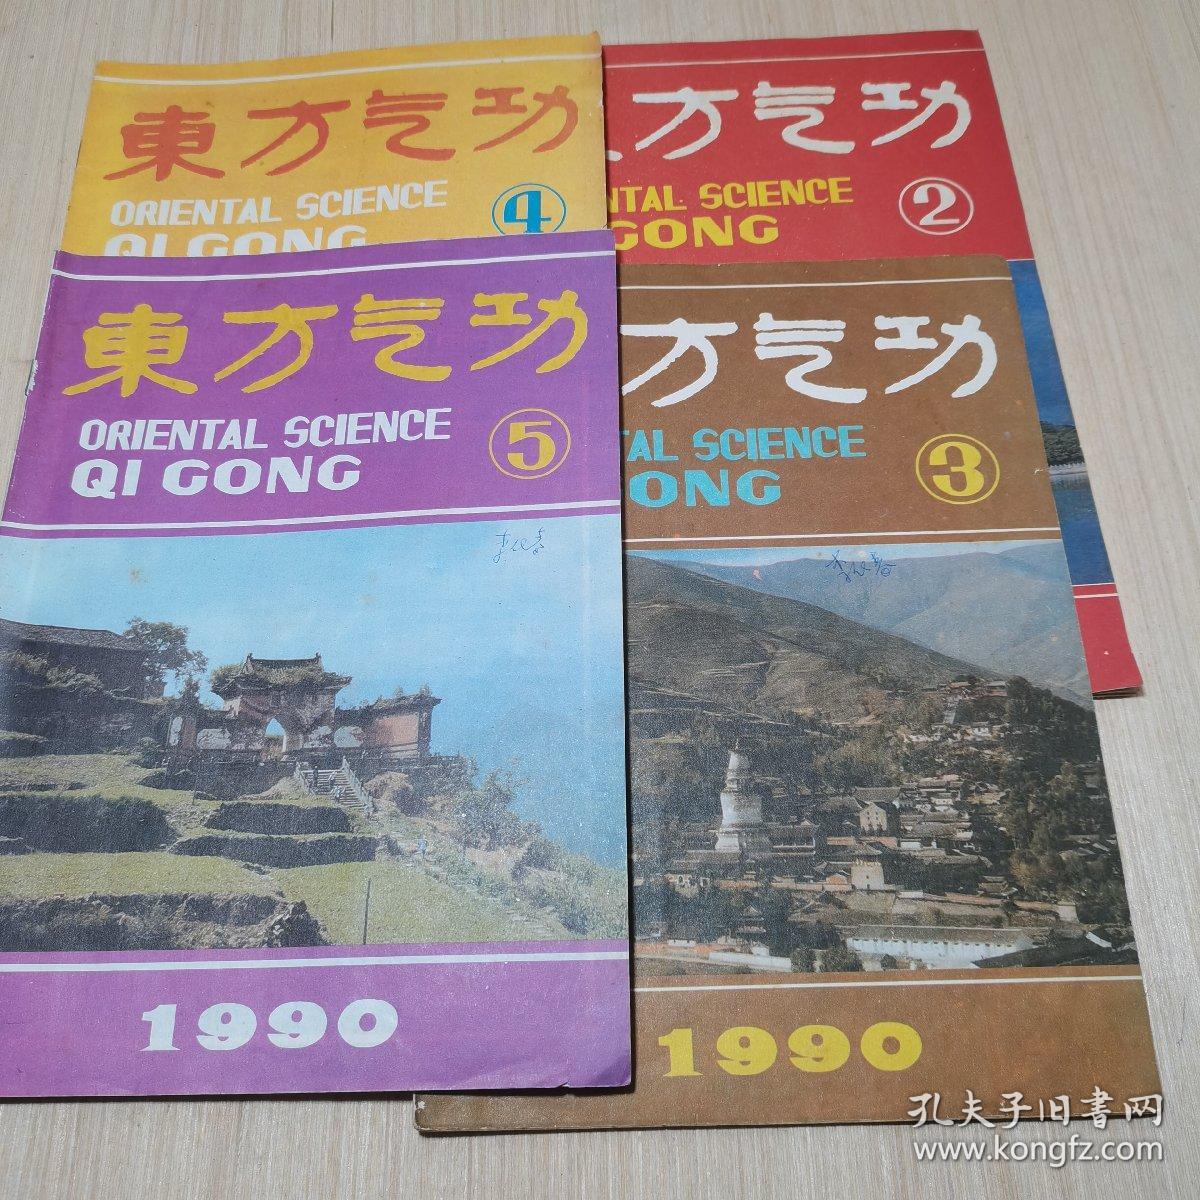 東方气功
ORIENTAL SCIENCE
QI GONG
④
方气功
NTAL SCIENCE
GONG
②
東方气功
ORIENTAL SCIENCE
QI GONG
⑤
1990
方气功
TAL SCIENCE
ONG
③
1990
孔夫子旧書网
www.kongfz.com